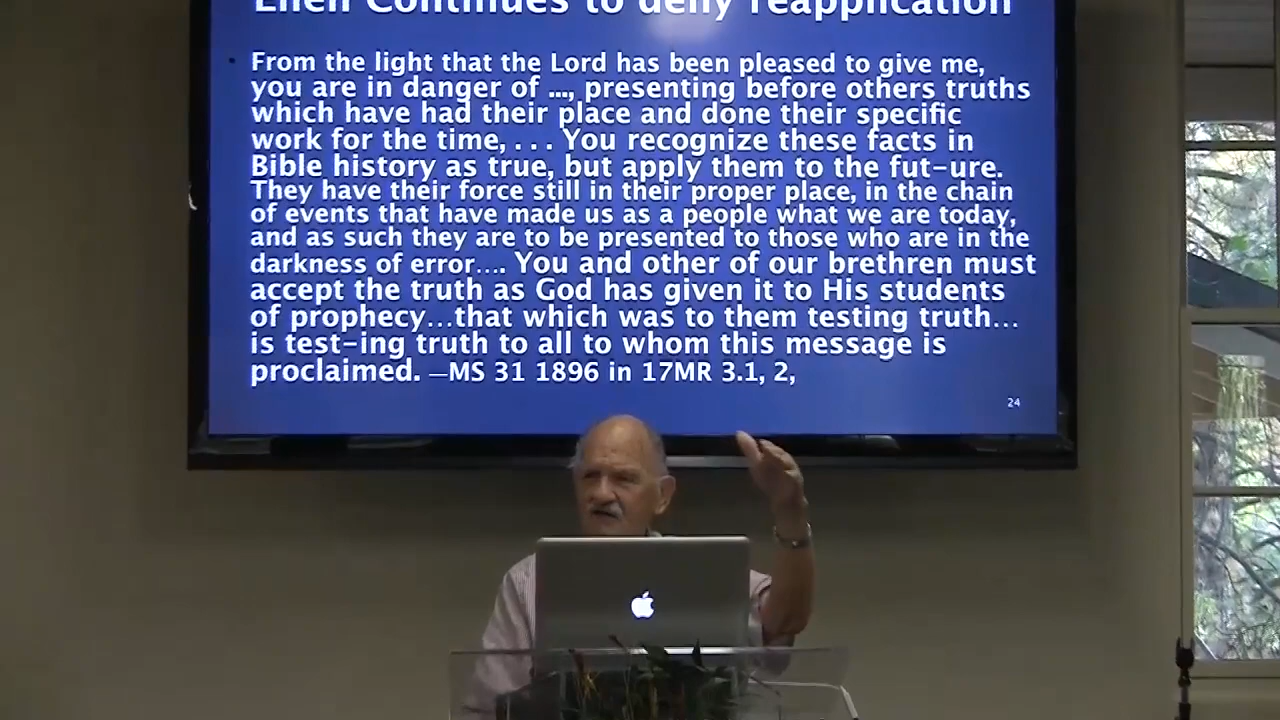 Ellen Continues to deny reapplication
• From the light that the Lord has been pleased to give me,
you are in danger of ..., presenting before others truths
which have had their place and done their specific
work for the time, . . . You recognize these facts in
Bible history as true, but apply them to the fut-ure.
They have their force still in their proper place, in the chain
of events that have made us as a people what we are today,
and as such they are to be presented to those who are in the
darkness of error.... You and other of our brethren must
accept the truth as God has given it to His students
of prophecy...that which was to them testing truth...
is test-ing truth to all to whom this message is
proclaimed. —MS 31 1896 in 17MR 3.1, 2,
24